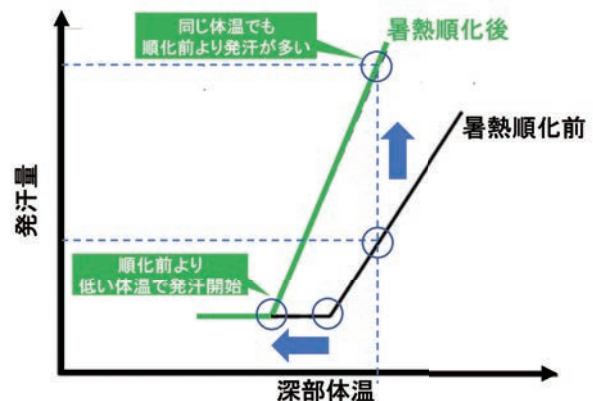 同じ体温でも
順化前より発汗が多い
暑熱順化後
暑熱順化前
発汗量
順化前より
低い体温で発汗開始
深部体温